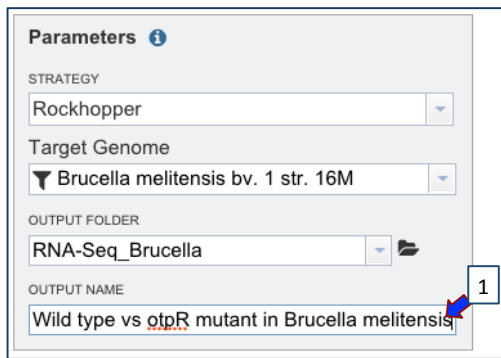 Parameters
STRATEGY
Rockhopper
Target Genome
Brucella melitensis bv. 1 str. 16M
OUTPUT FOLDER
RNA-Seq_Brucella
1
OUTPUT NAME
Wild type vs otpR mutant in Brucella melitensis